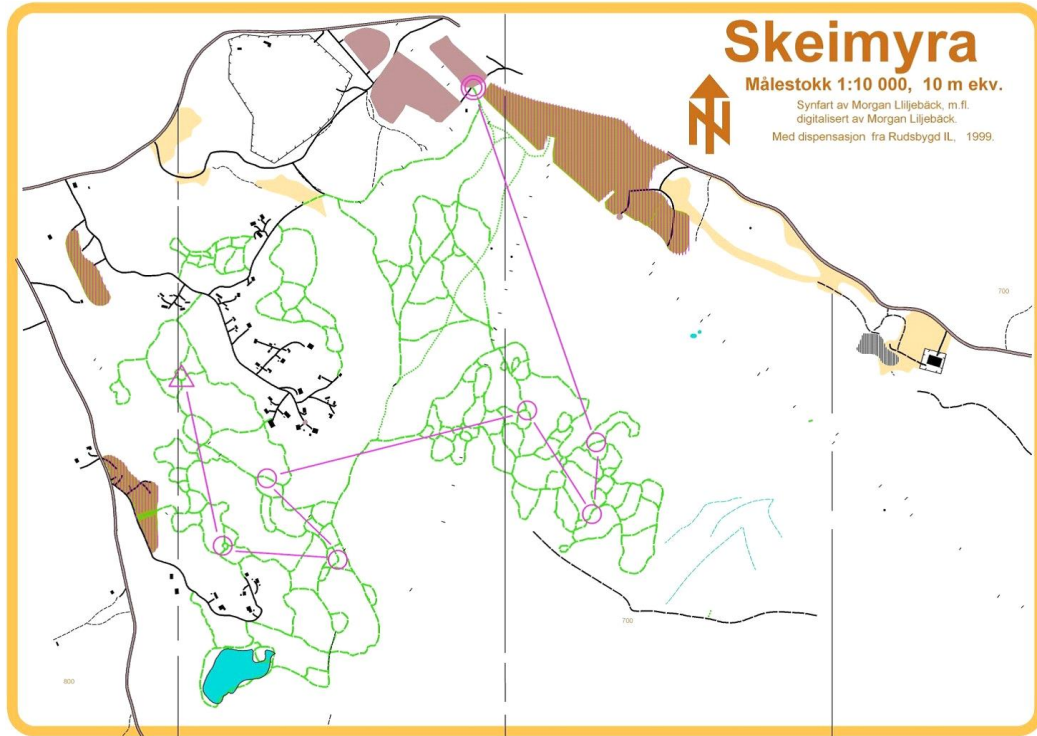 Skeimyra
Målestokk 1:10 000, 10 m ekv.
Synfart av Morgan Lliljebäck, m.fl.
digitalisert av Morgan Liljebäck.
Med dispensasjon fra Rudsbygd IL, 1999.
700
700
800